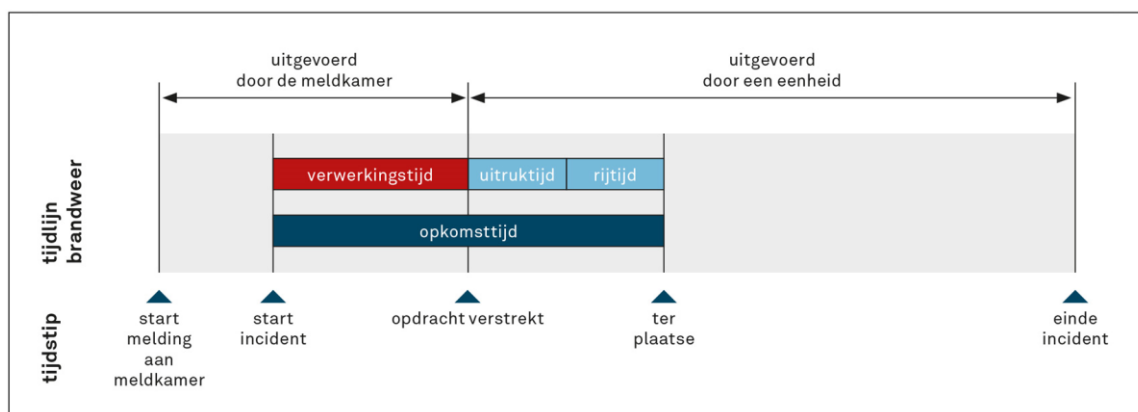 uitgevoerd
door de meldkamer
uitgevoerd
door een eenheid
tijdlijn
brandweer
verwerkingstijd
uitruktijd
rijtijd
opkomsttijd
tijdstip
start
melding
aan
meldkamer
start
incident
opdracht verstrekt
ter
plaatse
einde
incident